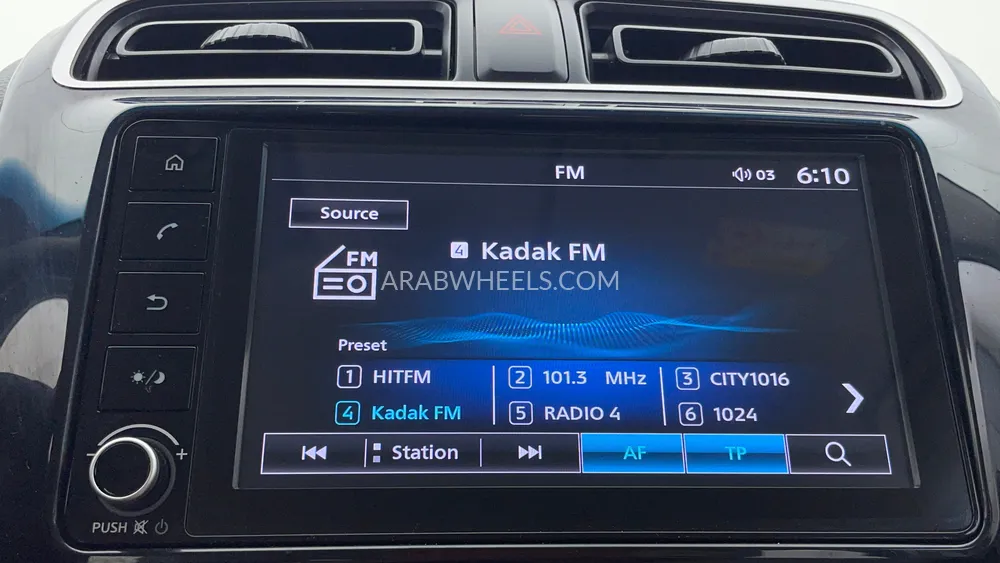 FM
03 6:10
Source
FM
4 Kadak FM
ARABWHEELS.COM
Preset
1 HITFM 2 101.3 MHz 3 CITY1016
4 Kadak FM 5 RADIO 4 6 1024
Station AF TP
- +
PUSH